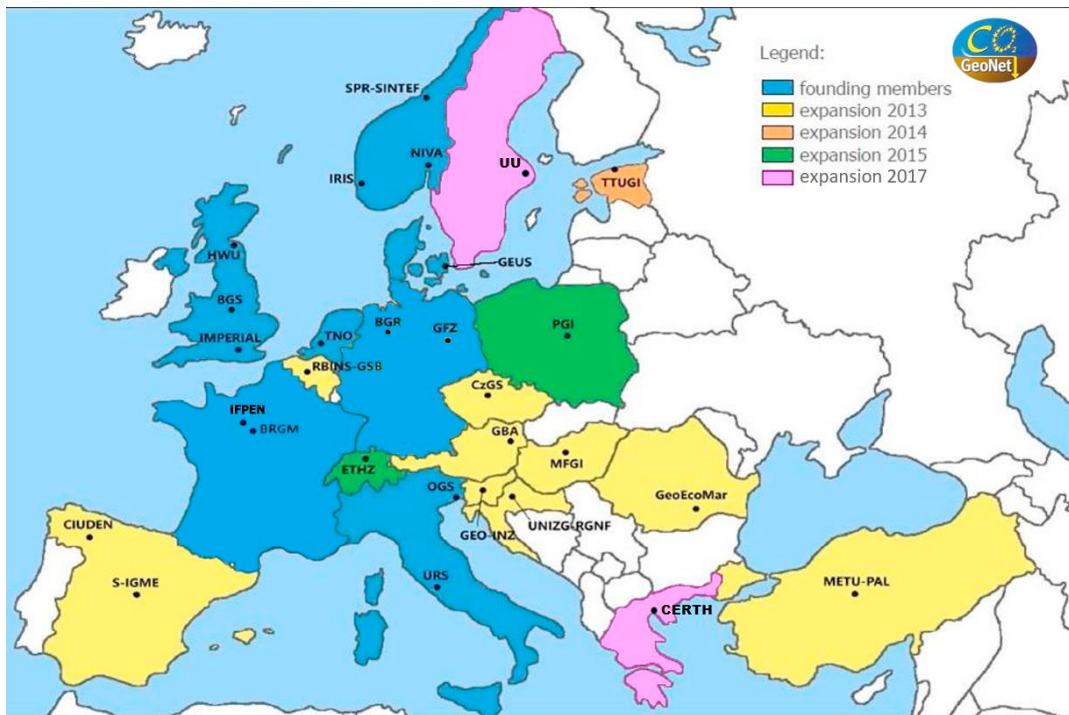 CO2
GeoNet
Legend:
founding members
expansion 2013
expansion 2014
expansion 2015
expansion 2017
SPR-SINTEF
NIVA
IRIS
UU
TTUGI
HWU
GEUS
BGS
IMPERIAL
TNO
BGR
GFZ
PGI
RBINS-GSB
CzGS
IFPEN
BRGM
GBA
MFGI
ETHZ
OGS
GeoEcoMar
UNIZG-RGNF
GEO-INZ
CIUDEN
S-IGME
URS
METU-PAL
CERTH